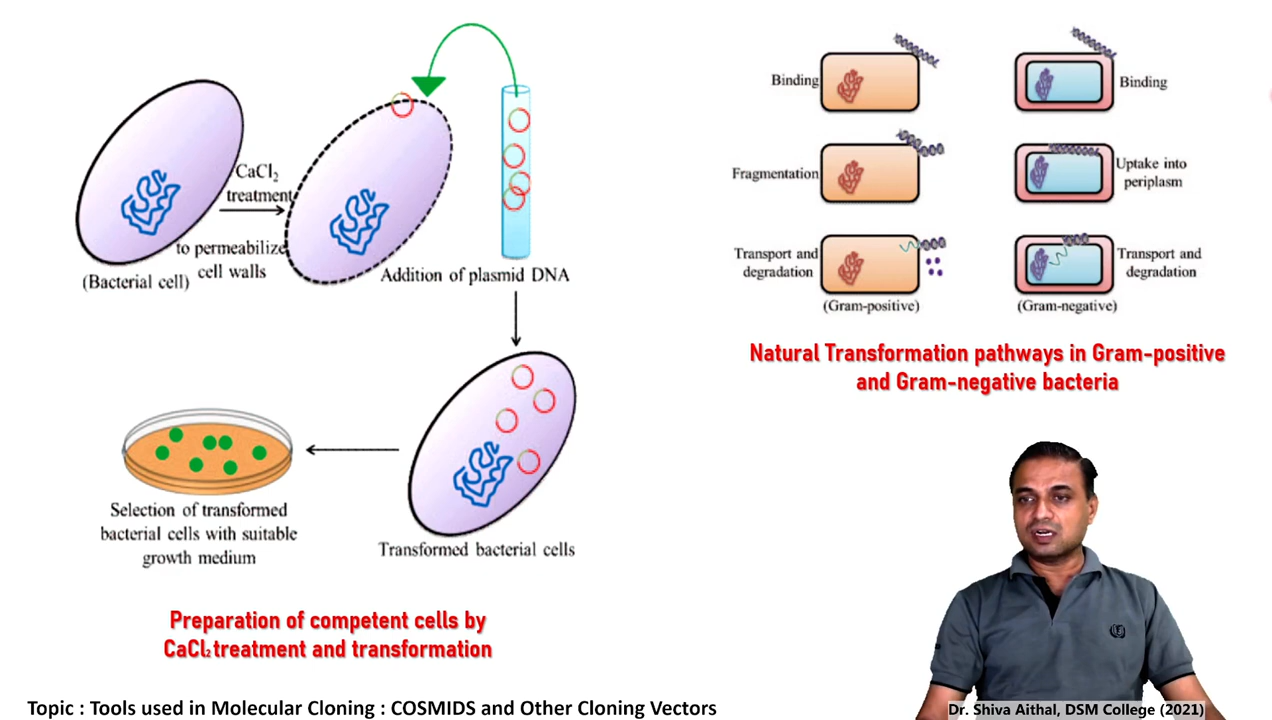 CaCl₂
treatment
to permeabilize
cell walls
(Bacterial cell)
Addition of plasmid DNA
Transformed bacterial cells
Selection of transformed
bacterial cells with suitable
growth medium
Preparation of competent cells by
CaCl₂ treatment and transformation
Binding
Binding
Fragmentation
Uptake into
periplasm
Transport and
degradation
Transport and
degradation
(Gram-positive)
(Gram-negative)
Natural Transformation pathways in Gram-positive
and Gram-negative bacteria
Topic : Tools used in Molecular Cloning : COSMIDS and Other Cloning Vectors
Dr. Shiva Aithal, DSM College (2021)